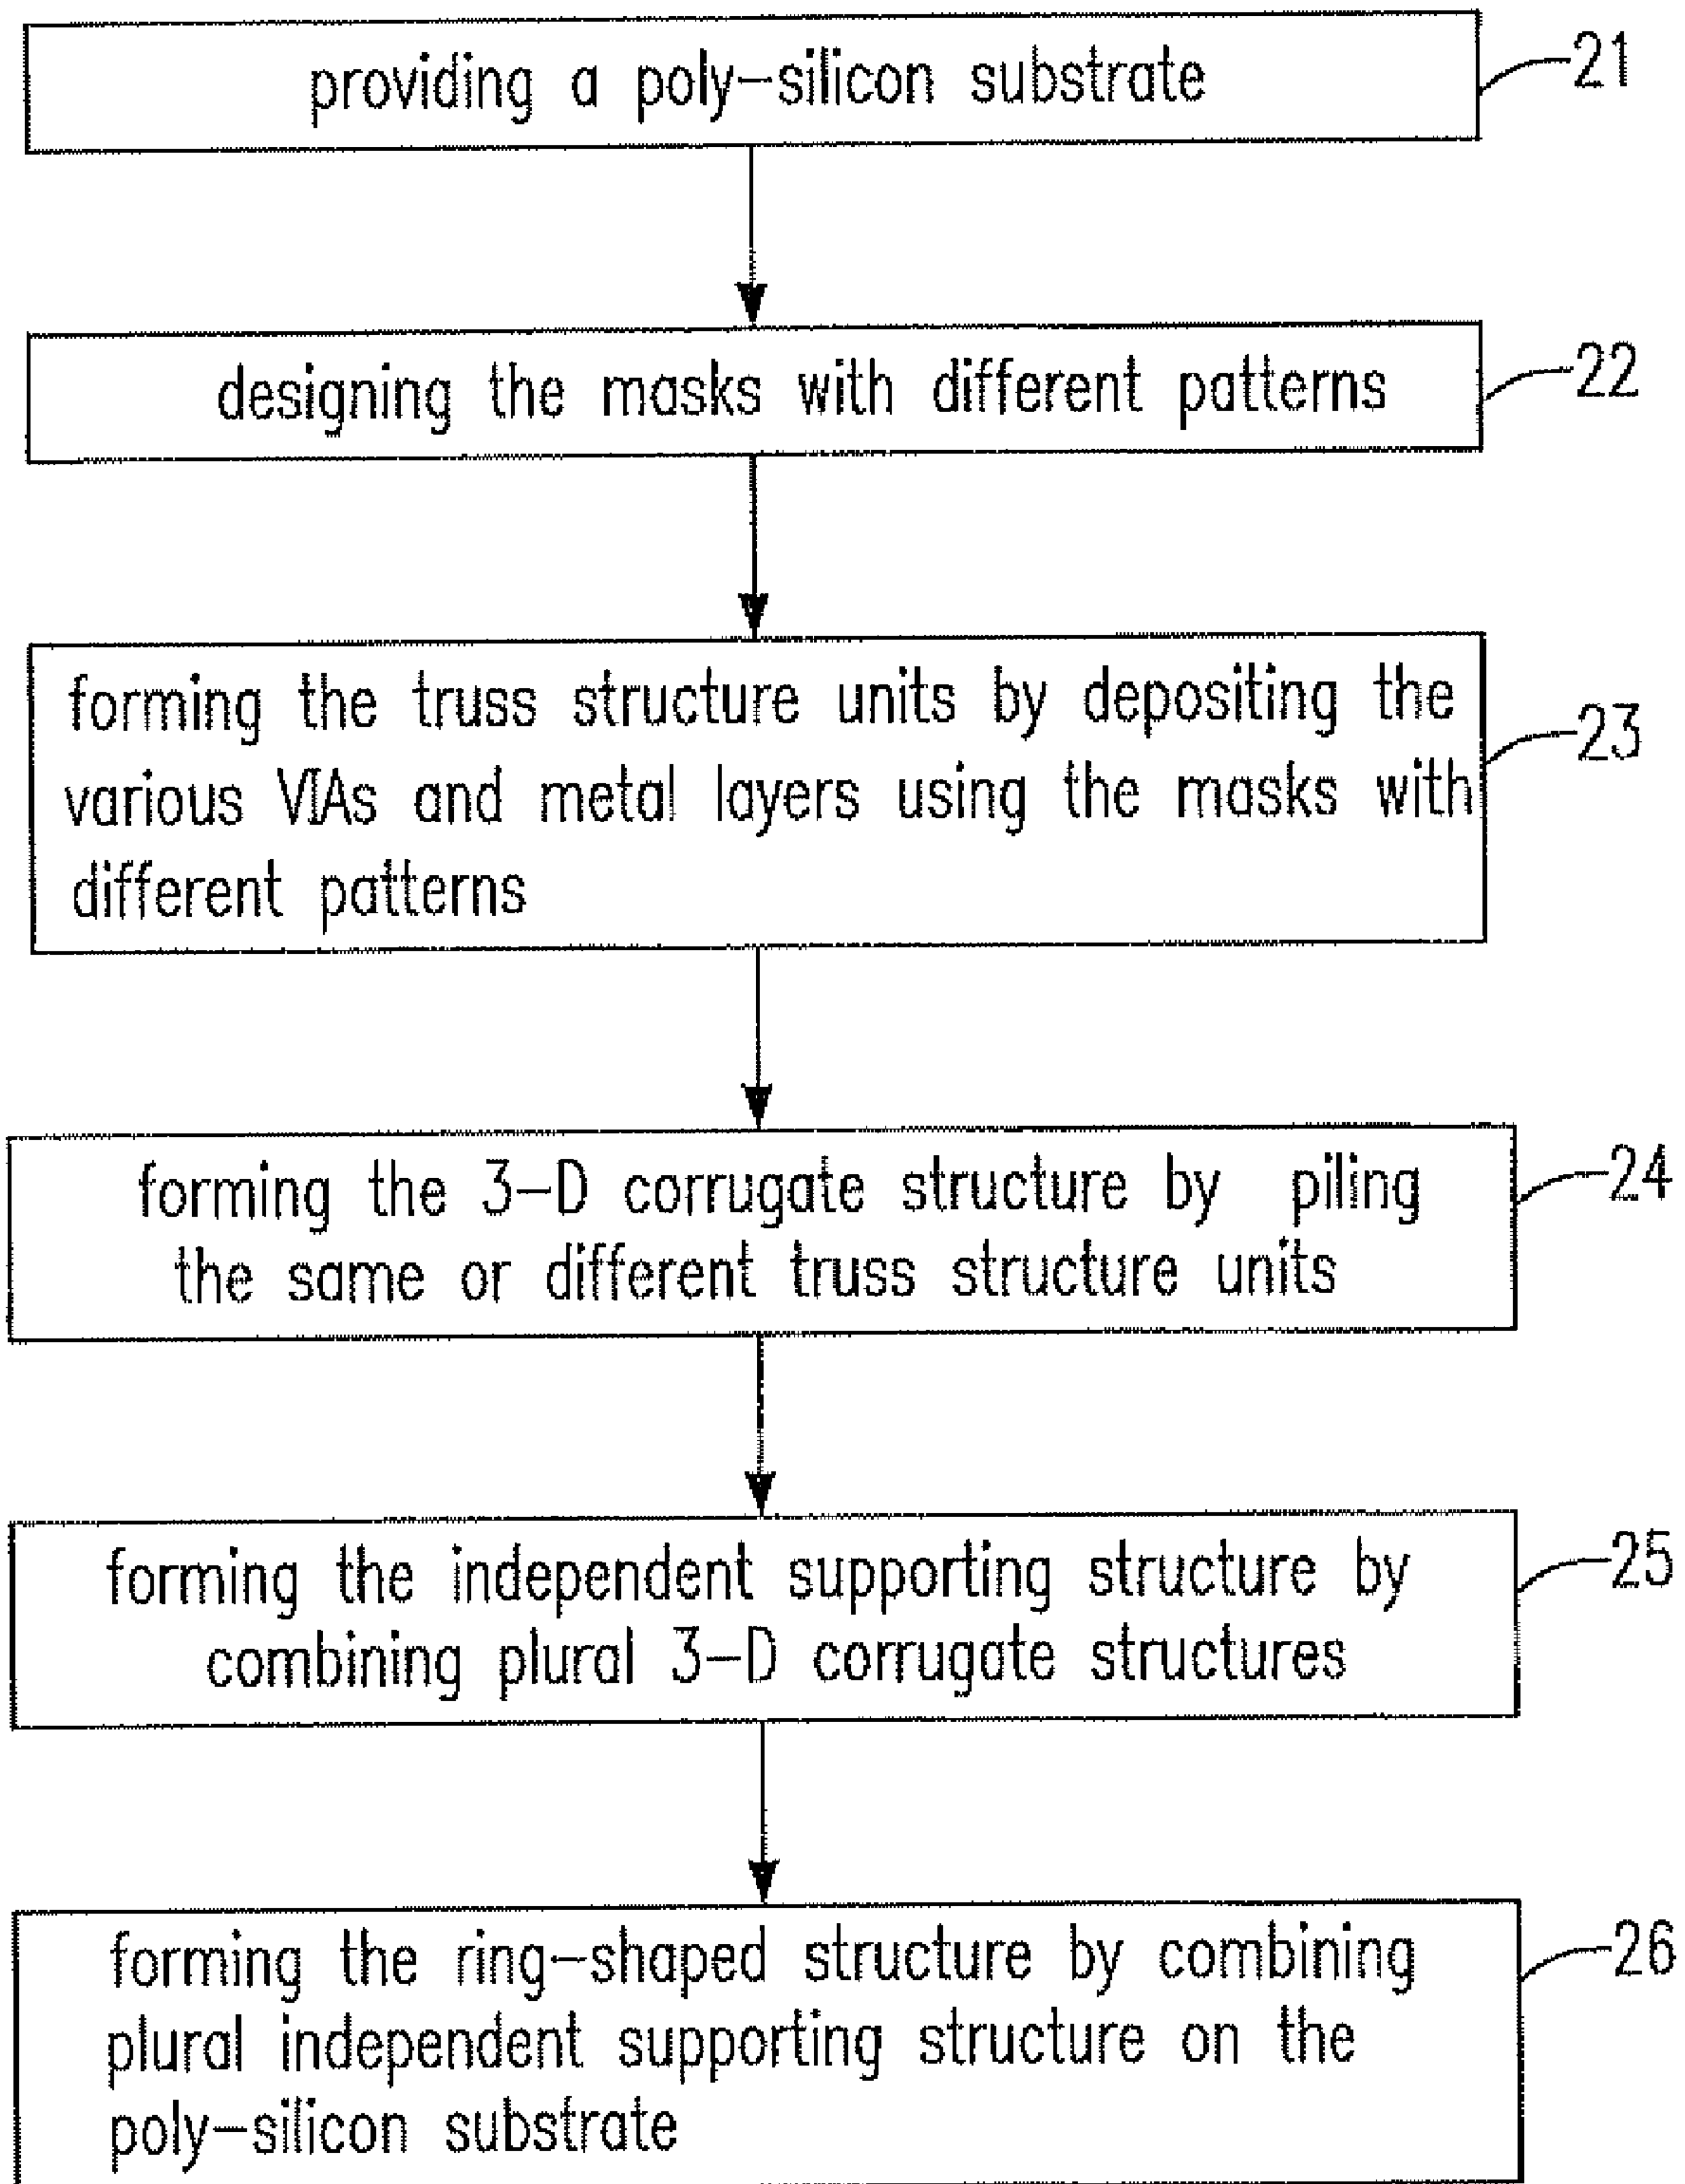 providing a poly-silicon substrate
21
designing the masks with different patterns
22
forming the truss structure units by depositing the
various VIAs and metal layers using the masks with
different patterns
23
forming the 3-D corrugate structure by piling
the same or different truss structure units
24
forming the independent supporting structure by
combining plural 3-D corrugate structures
25
forming the ring-shaped structure by combining
plural independent supporting structure on the
poly-silicon substrate
26